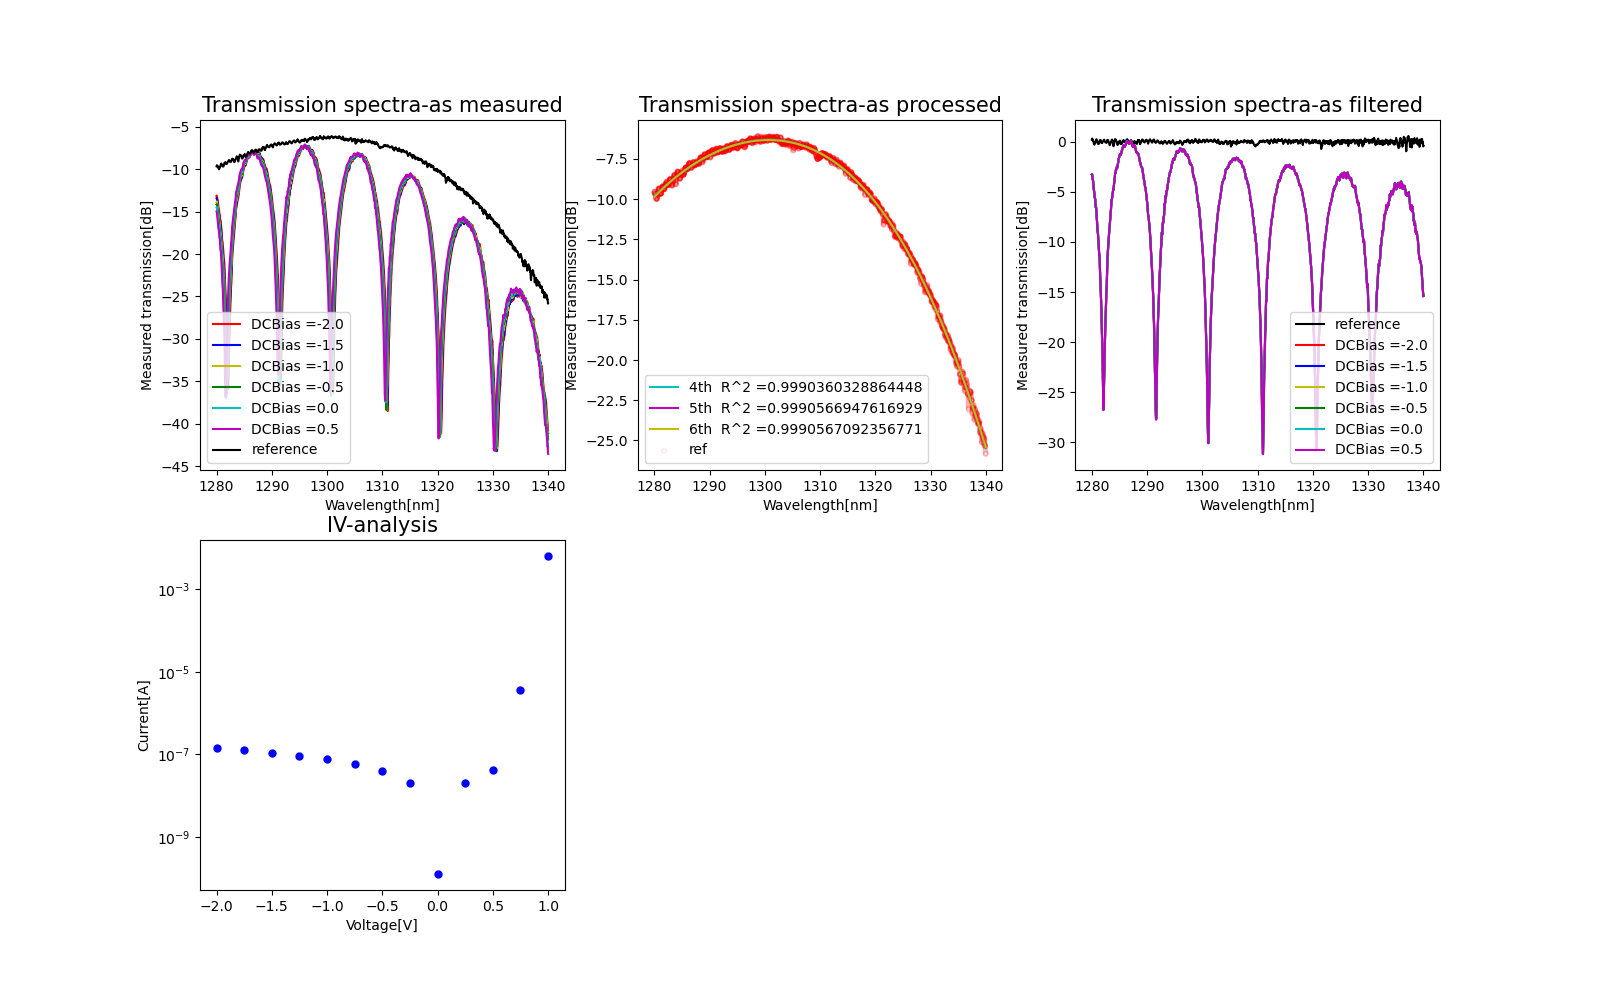 Transmission spectra-as measured
Measured transmission[dB]
−5
−10
−15
−20
−25
−30
−35
−40
−45
DCBias =-2.0
DCBias =-1.5
DCBias =-1.0
DCBias =-0.5
DCBias =0.0
DCBias =0.5
reference
1280 1290 1300 1310 1320 1330 1340
Wavelength[nm]
Transmission spectra-as processed
Measured transmission[dB]
−7.5
−10.0
−12.5
−15.0
−17.5
−20.0
−22.5
−25.0
4th R^2 =0.9990360328864448
5th R^2 =0.9990566947616929
6th R^2 =0.9990567092356771
ref
1280 1290 1300 1310 1320 1330 1340
Wavelength[nm]
Transmission spectra-as filtered
Measured transmission[dB]
0
−5
−10
−15
−20
−25
−30
reference
DCBias =-2.0
DCBias =-1.5
DCBias =-1.0
DCBias =-0.5
DCBias =0.0
DCBias =0.5
1280 1290 1300 1310 1320 1330 1340
Wavelength[nm]
IV-analysis
Current[A]
10⁻³
10⁻⁵
10⁻⁷
10⁻⁹
−2.0 −1.5 −1.0 −0.5 0.0 0.5 1.0
Voltage[V]